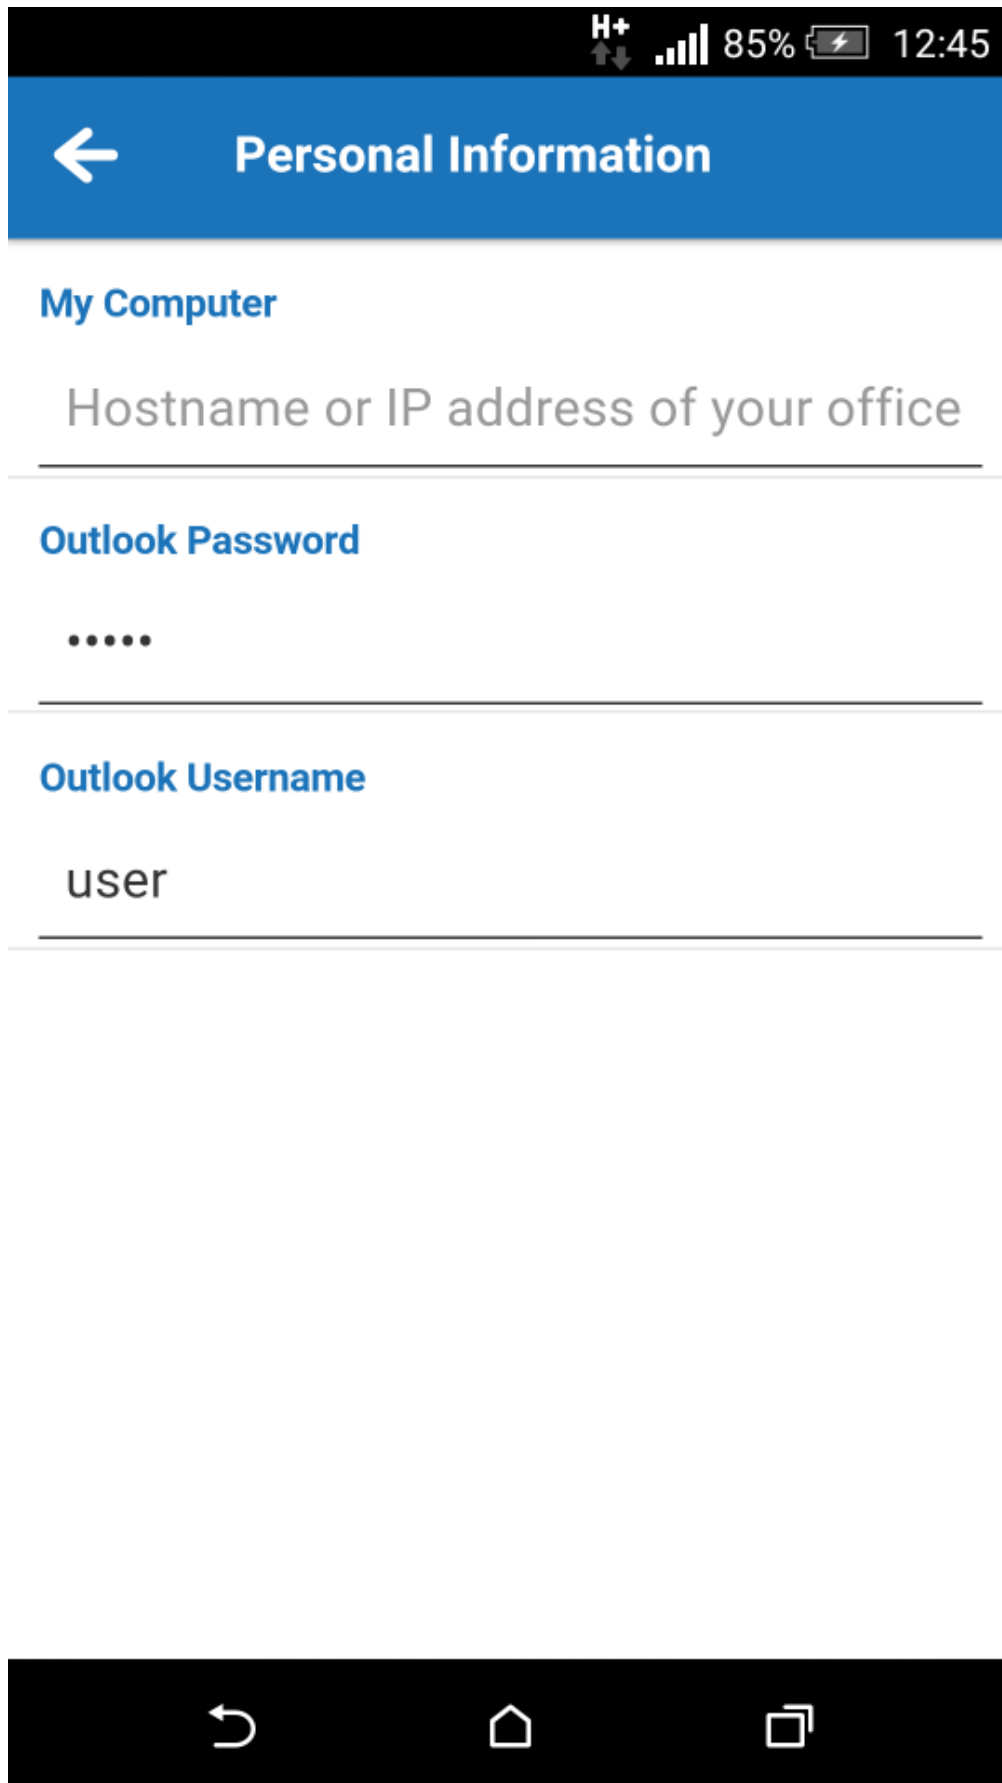 H+ 85% 12:45
Personal Information
My Computer
Hostname or IP address of your office
Outlook Password
•••••
Outlook Username
user